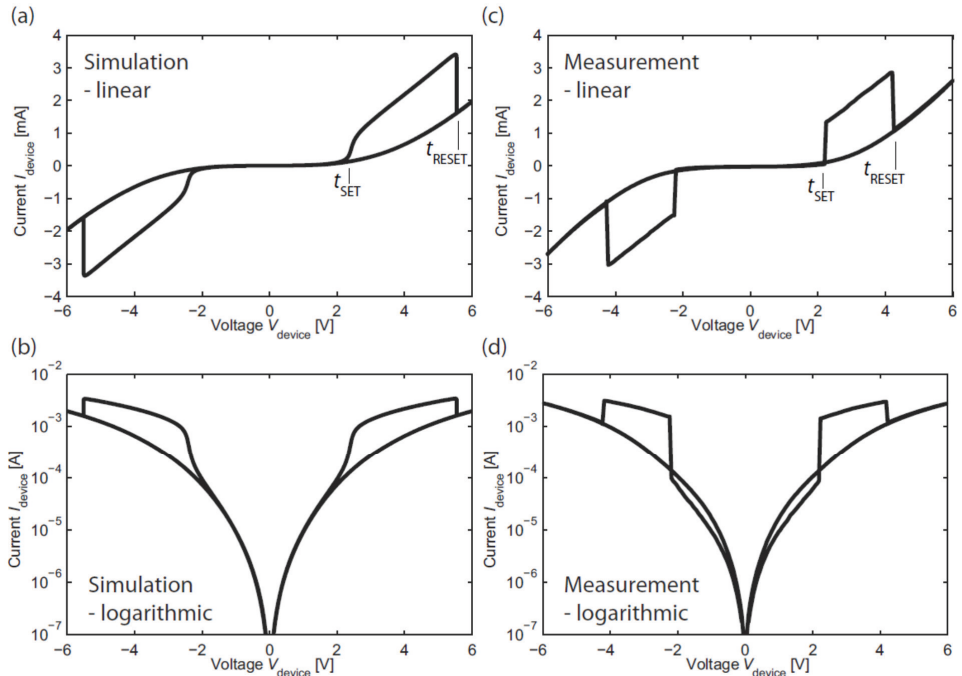 (a)
4
3
2
1
0
−1
−2
−3
−4
Current I_device [mA]
Simulation
- linear
t_SET
t_RESET
−6 −4 −2 0 2 4 6
Voltage V_device [V]
(c)
4
3
2
1
0
−1
−2
−3
−4
Current I_device [mA]
Measurement
- linear
t_SET
t_RESET
−6 −4 −2 0 2 4 6
Voltage V_device [V]
(b)
10⁻²
10⁻³
10⁻⁴
10⁻⁵
10⁻⁶
10⁻⁷
Current I_device [A]
Simulation
- logarithmic
−6 −4 −2 0 2 4 6
Voltage V_device [V]
(d)
10⁻²
10⁻³
10⁻⁴
10⁻⁵
10⁻⁶
10⁻⁷
Current I_device [A]
Measurement
- logarithmic
−6 −4 −2 0 2 4 6
Voltage V_device [V]